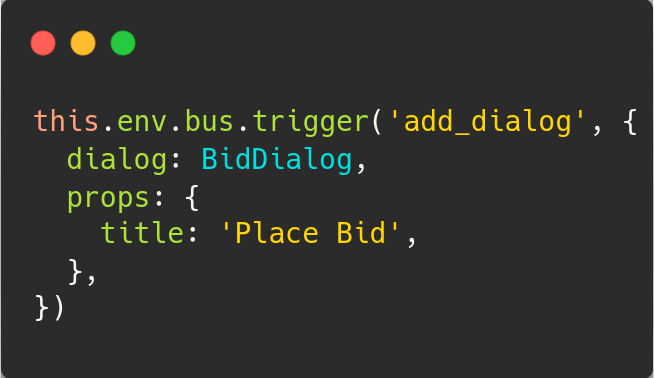 this.env.bus.trigger('add_dialog', {
  dialog: BidDialog,
  props: {
    title: 'Place Bid',
  },
})